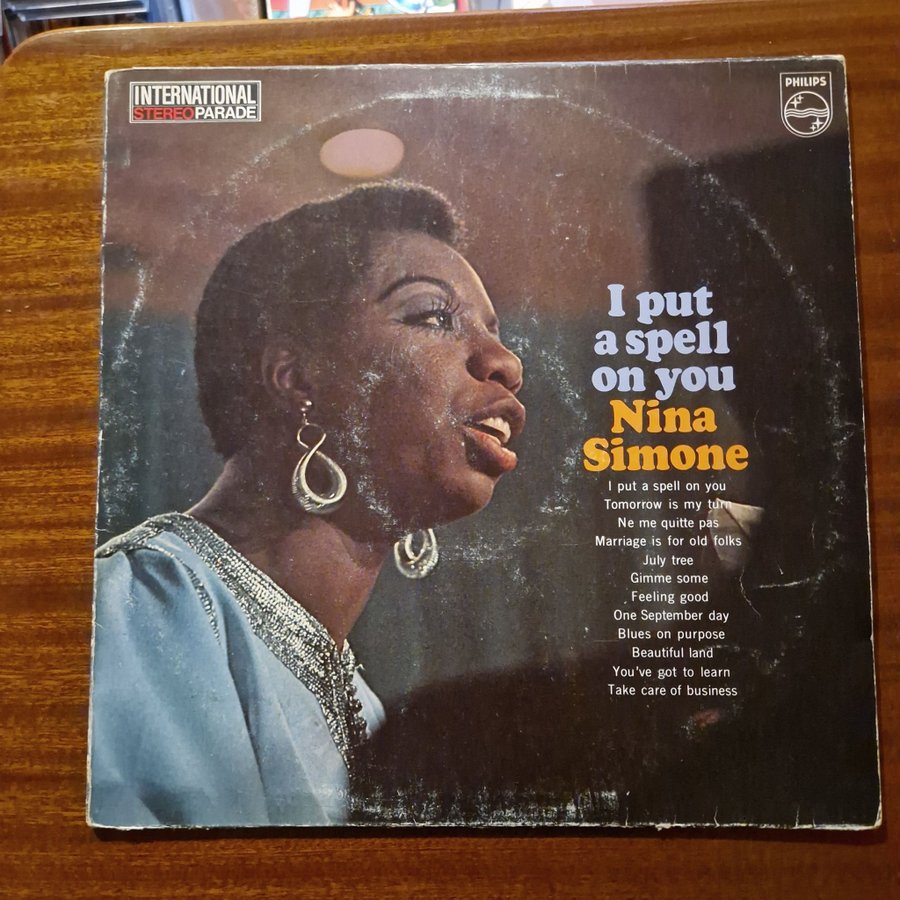 INTERNATIONAL
STEREO PARADE
PHILIPS
I put
a spell
on you
Nina
Simone
I put a spell on you
Tomorrow is my turn
Ne me quitte pas
Marriage is for old folks
July tree
Gimme some
Feeling good
One September day
Blues on purpose
Beautiful land
You've got to learn
Take care of business